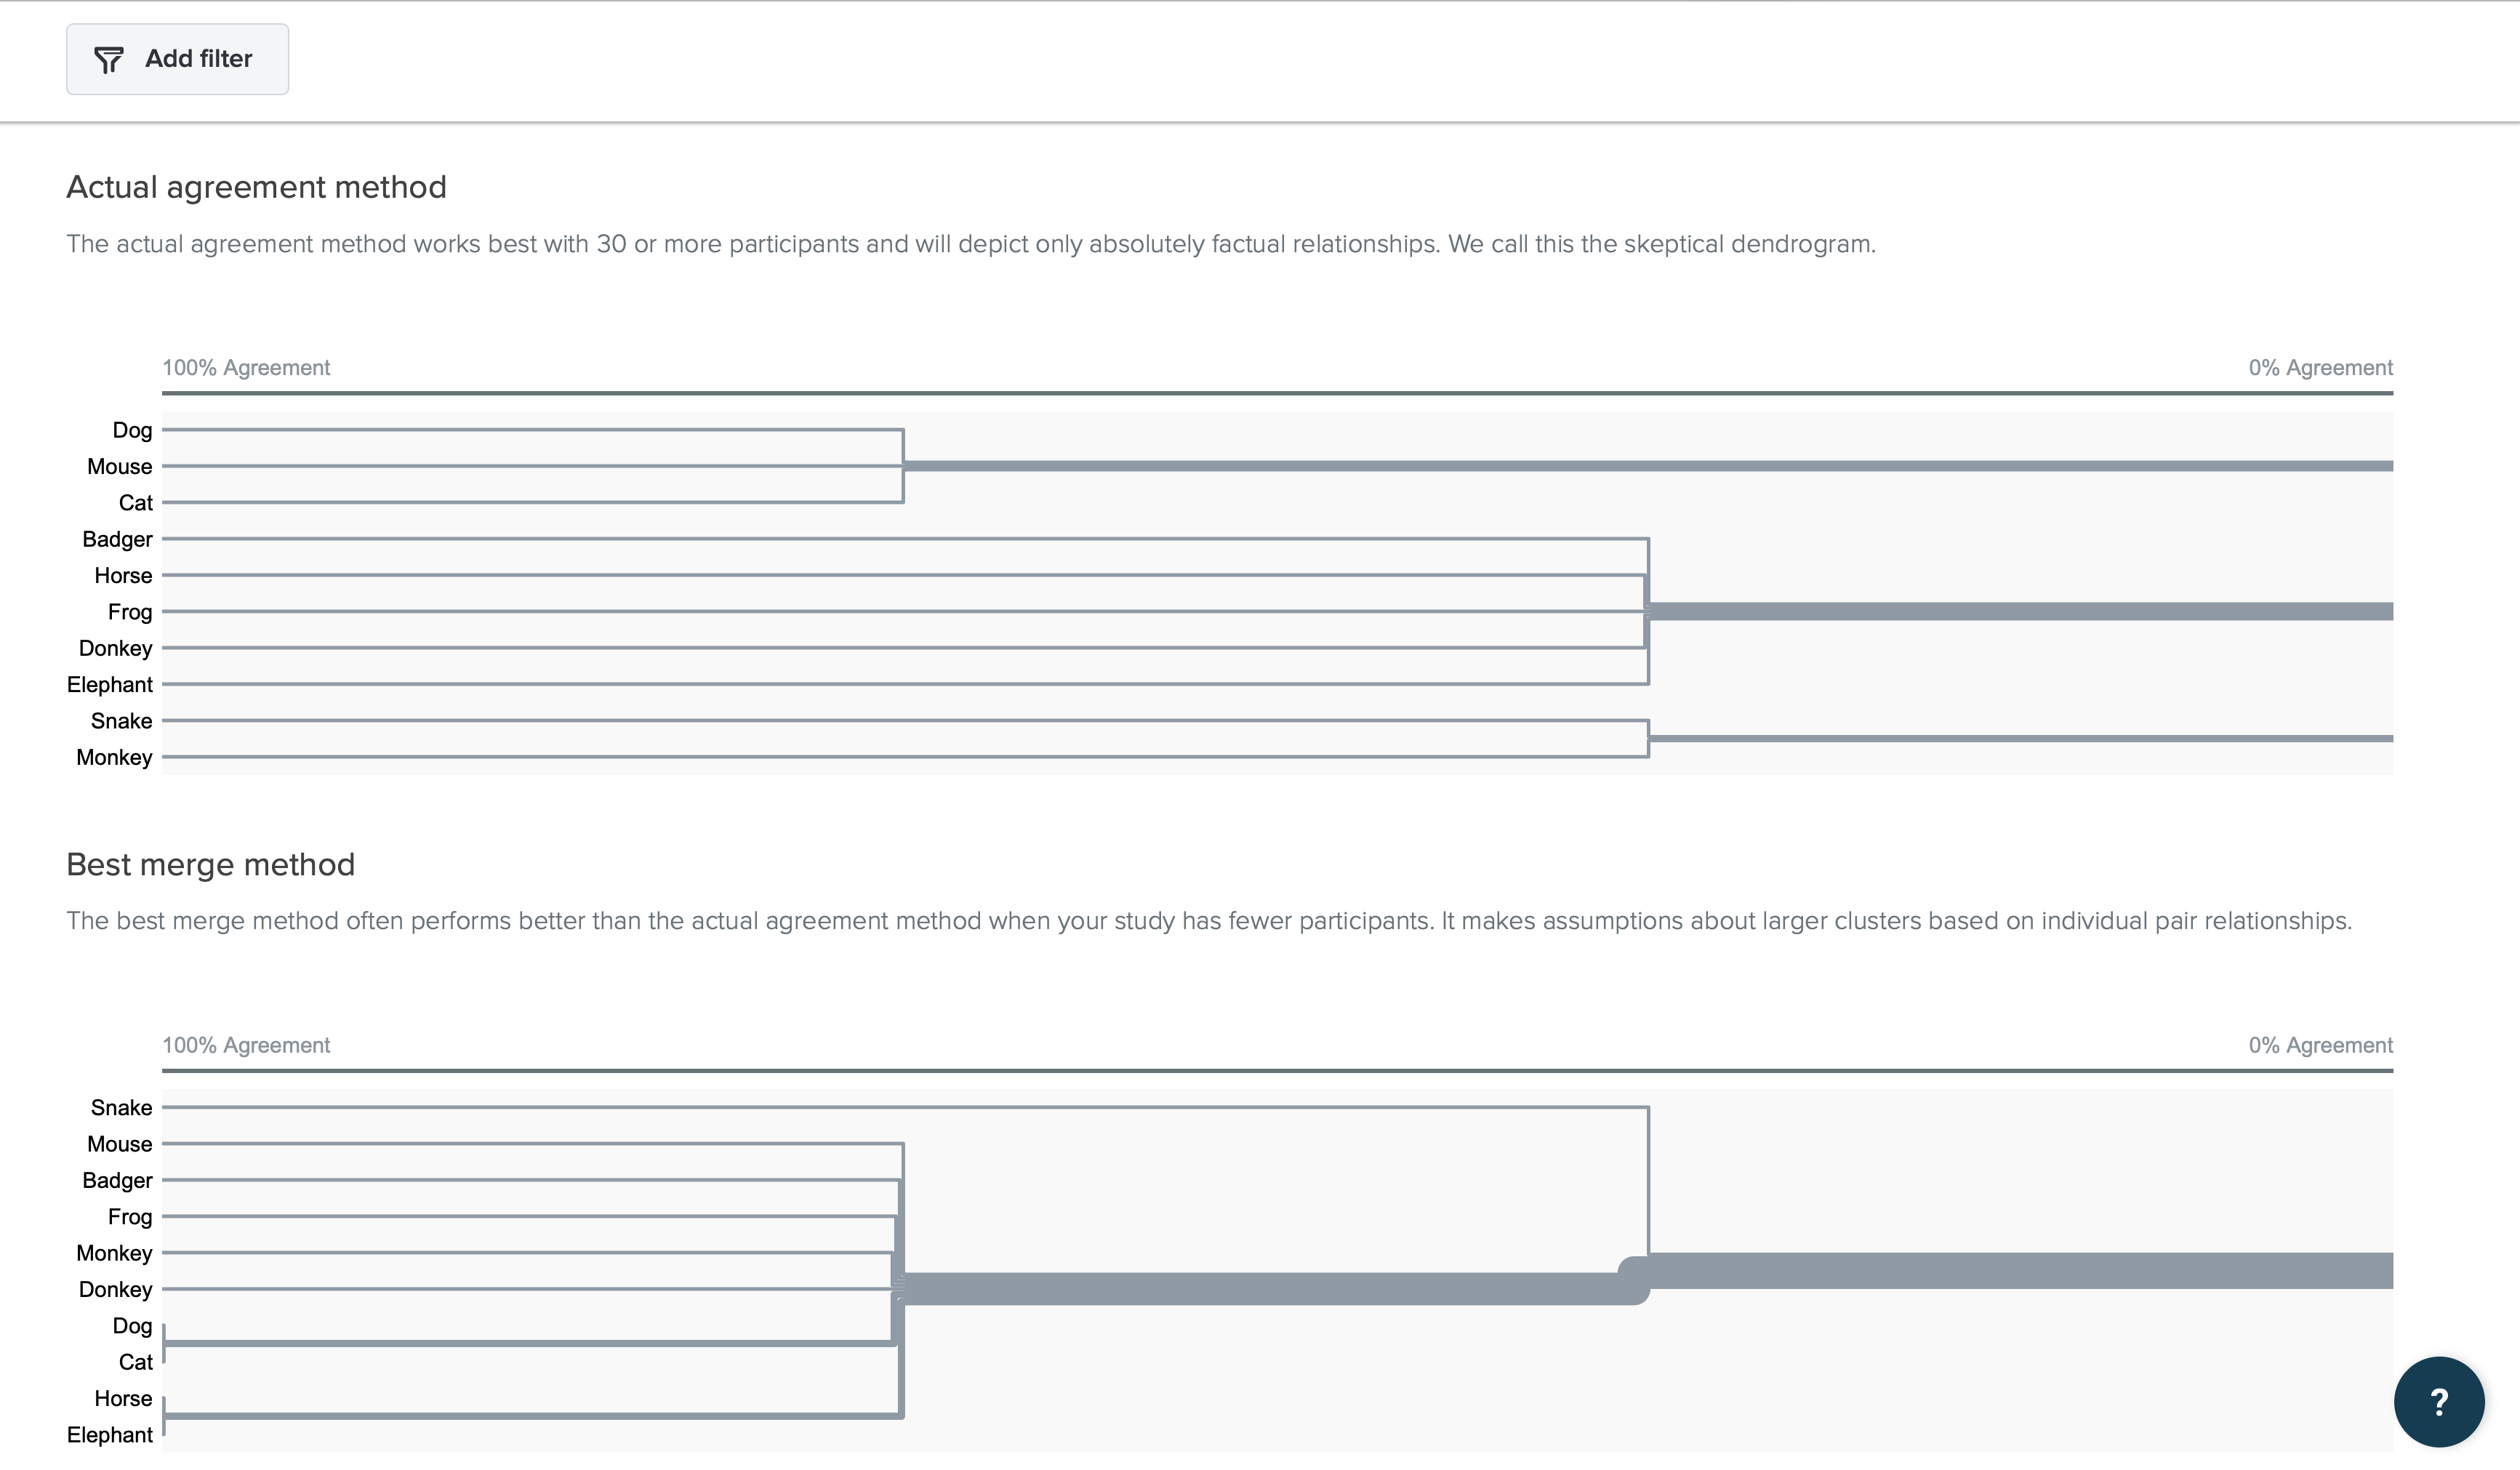 Add filter
Actual agreement method
The actual agreement method works best with 30 or more participants and will depict only absolutely factual relationships. We call this the skeptical dendrogram.
100% Agreement 0% Agreement
Dog
Mouse
Cat
Badger
Horse
Frog
Donkey
Elephant
Snake
Monkey
Best merge method
The best merge method often performs better than the actual agreement method when your study has fewer participants. It makes assumptions about larger clusters based on individual pair relationships.
100% Agreement 0% Agreement
Snake
Mouse
Badger
Frog
Monkey
Donkey
Dog
Cat
Horse
Elephant
?